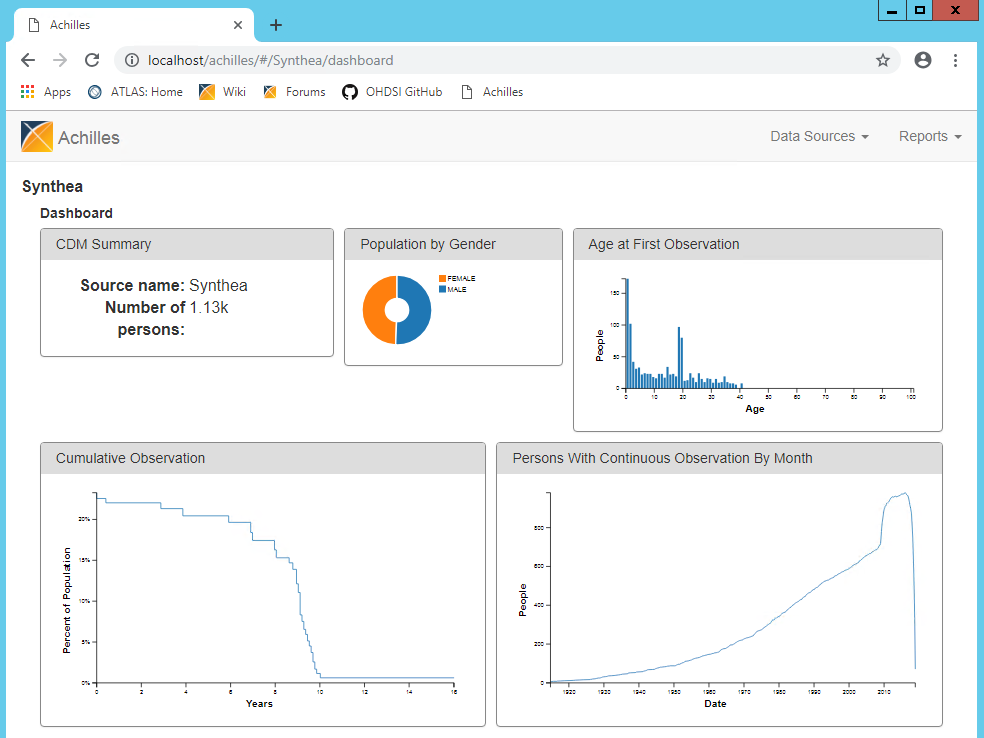 Achilles
localhost/achilles/#/Synthea/dashboard
Apps ATLAS: Home Wiki Forums OHDSI GitHub Achilles
Achilles Data Sources Reports
Synthea
Dashboard
CDM Summary
Source name: Synthea
Number of 1.13k
persons:
Population by Gender
FEMALE
MALE
Age at First Observation
People
150
100
50
0
0 10 20 30 40 50 60 70 80 90 100
Age
Cumulative Observation
Percent of Population
20%
15%
10%
5%
0%
0 2 4 6 8 10 12 14 16
Years
Persons With Continuous Observation By Month
People
800
600
400
200
0
1920 1930 1940 1950 1960 1970 1980 1990 2000 2010
Date